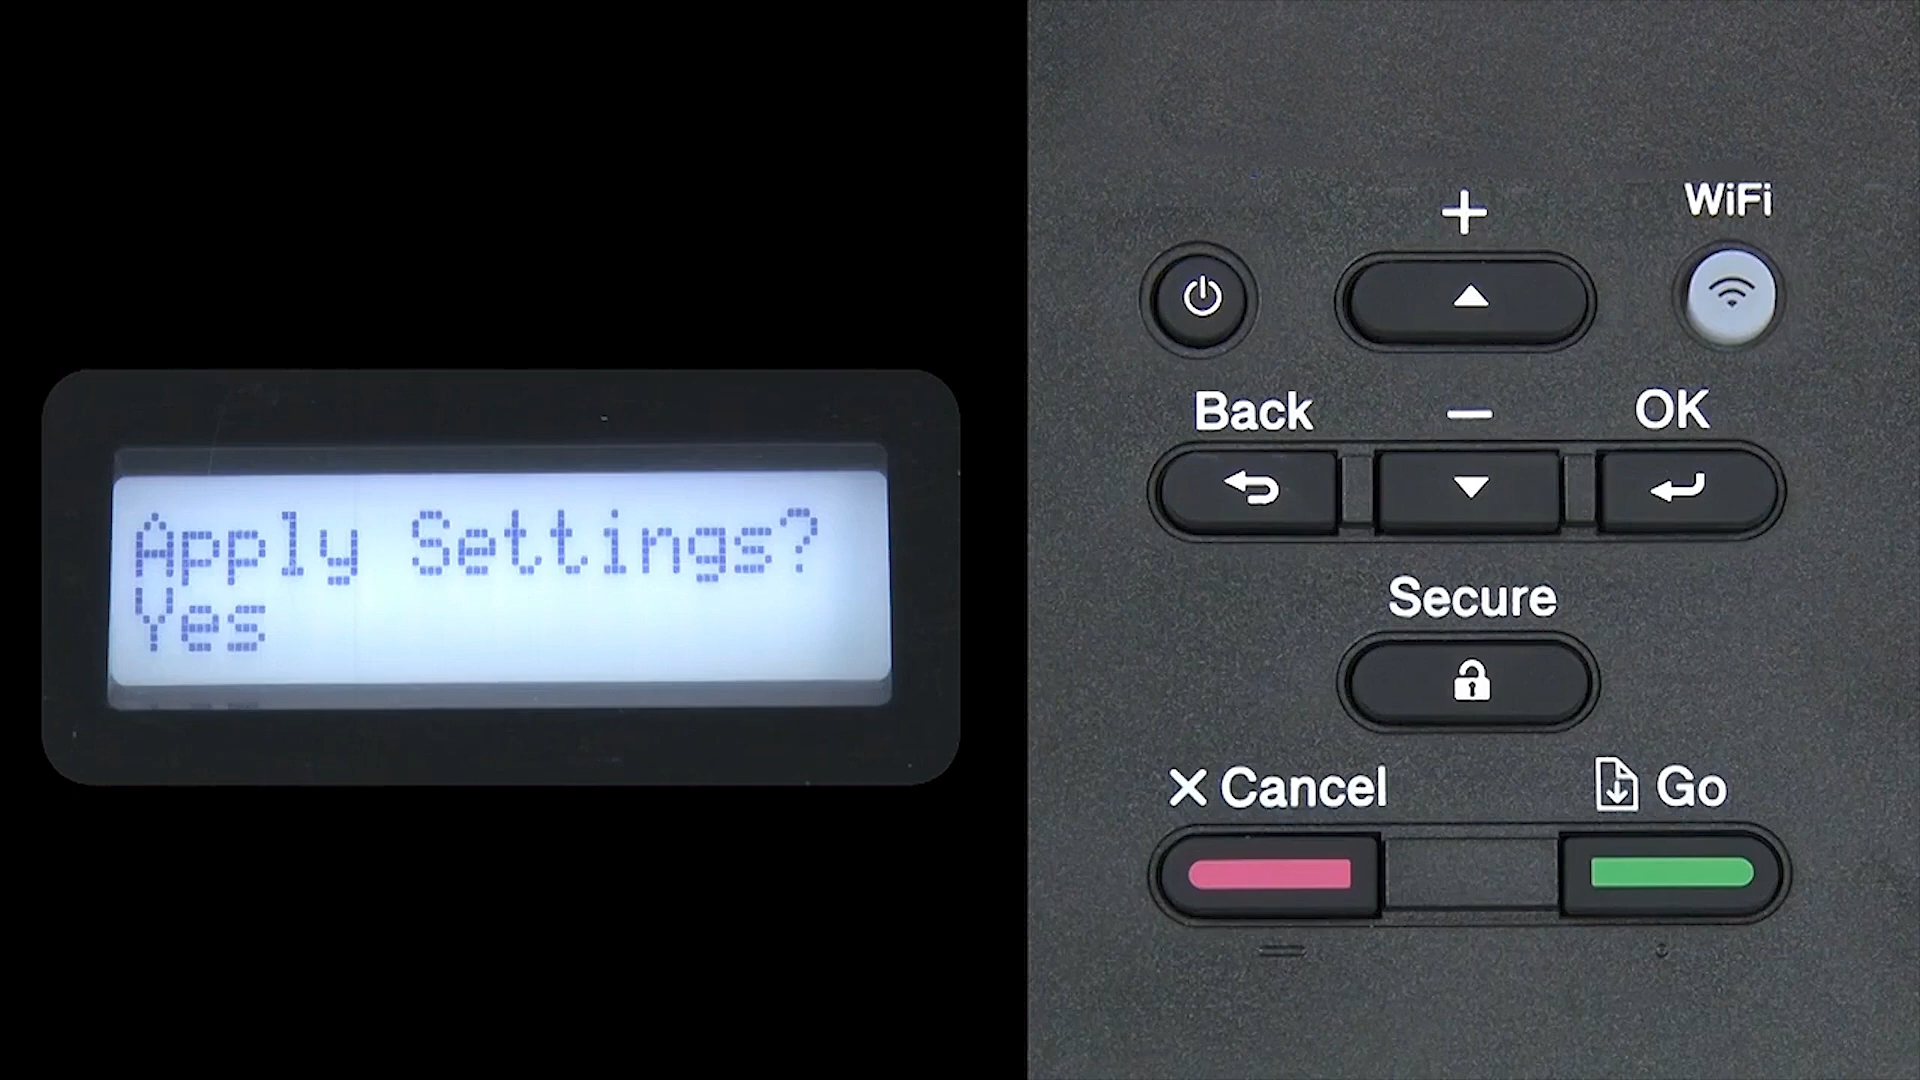 Apply Settings?
Yes
+
WiFi
Back
—
OK
Secure
X Cancel
Go